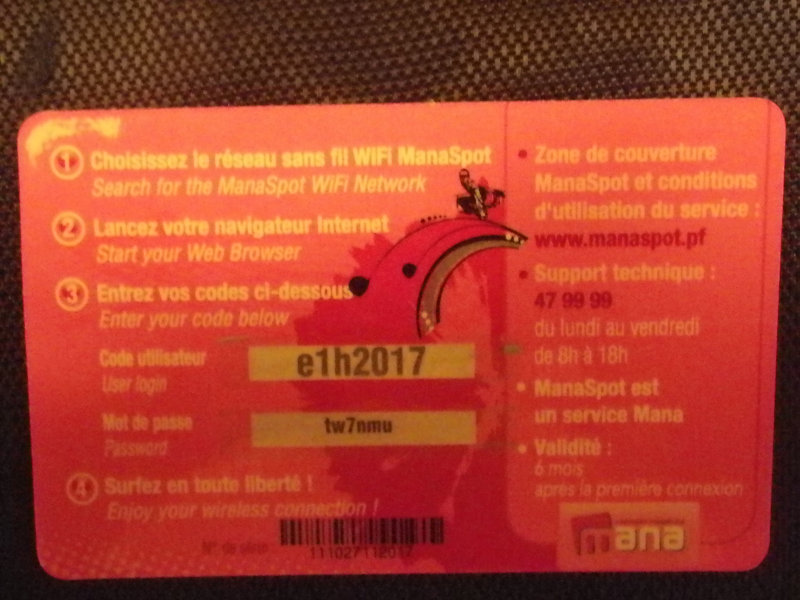 1 Choisissez le réseau sans fil WiFi ManaSpot
Search for the ManaSpot WiFi Network
2 Lancez votre navigateur Internet
Start your Web Browser
3 Entrez vos codes ci-dessous
Enter your code below
Code utilisateur
User login
e1h2017
Mot de passe
Password
tw7nmu
4 Surfez en toute liberté !
Enjoy your wireless connection !
N° de série
111027112017
• Zone de couverture
ManaSpot et conditions
d'utilisation du service :
www.manaspot.pf
• Support technique :
47 99 99
du lundi au vendredi
de 8h à 18h
• ManaSpot est
un service Mana
• Validité :
6 mois
après la première connexion
mana